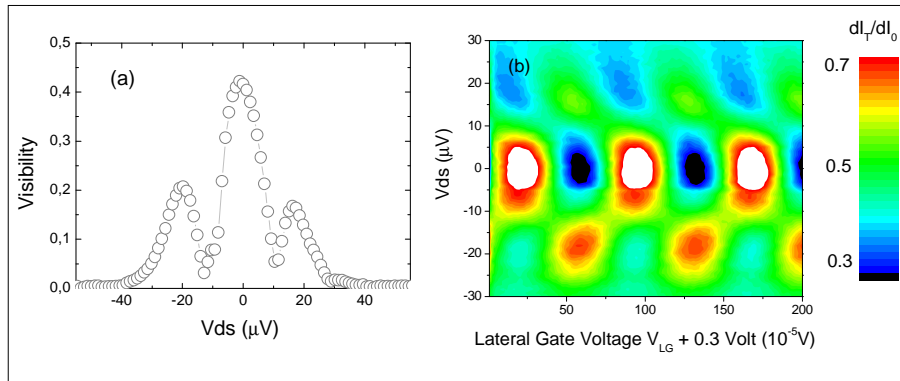 (a)
Visibility
0,5
0,4
0,3
0,2
0,1
0,0
-40 -20 0 20 40
Vds (μV)
(b)
Vds (μV)
30
20
10
0
-10
-20
-30
50 100 150 200
Lateral Gate Voltage V_LG + 0.3 Volt (10^-5V)
dI_T/dI_0
0.7
0.5
0.3